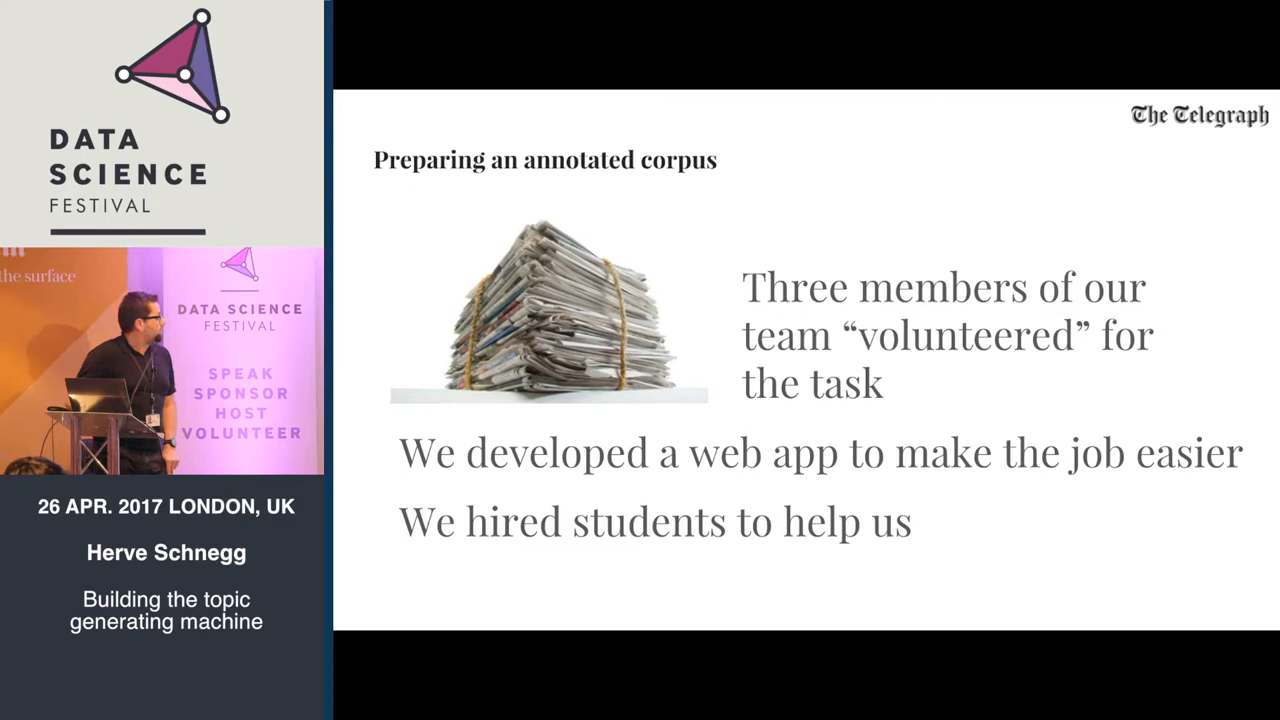 DATA
SCIENCE
FESTIVAL
the surface
DATA SCIENCE
FESTIVAL
SPEAK
SPONSOR
HOST
VOLUNTEER
26 APR. 2017 LONDON, UK
Herve Schnegg
Building the topic
generating machine
The Telegraph
Preparing an annotated corpus
Three members of our
team “volunteered” for
the task
We developed a web app to make the job easier
We hired students to help us